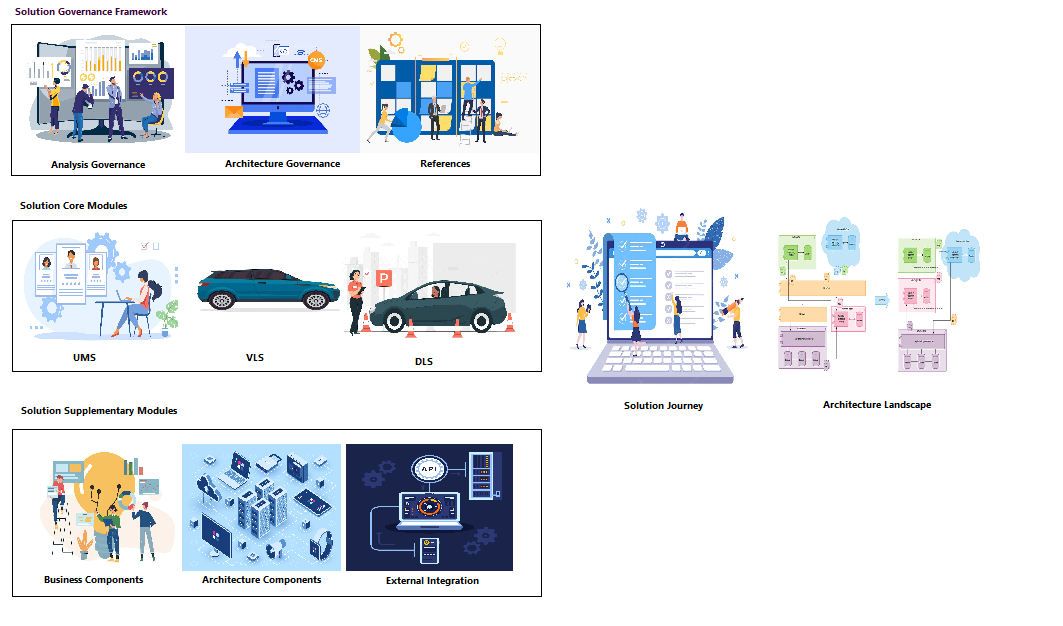 Solution Governance Framework
CNS
Analysis Governance
Architecture Governance
References
Solution Core Modules
P
UMS
VLS
DLS
Solution Journey
Architecture Landscape
Solution Supplementary Modules
API
Business Components
Architecture Components
External Integration